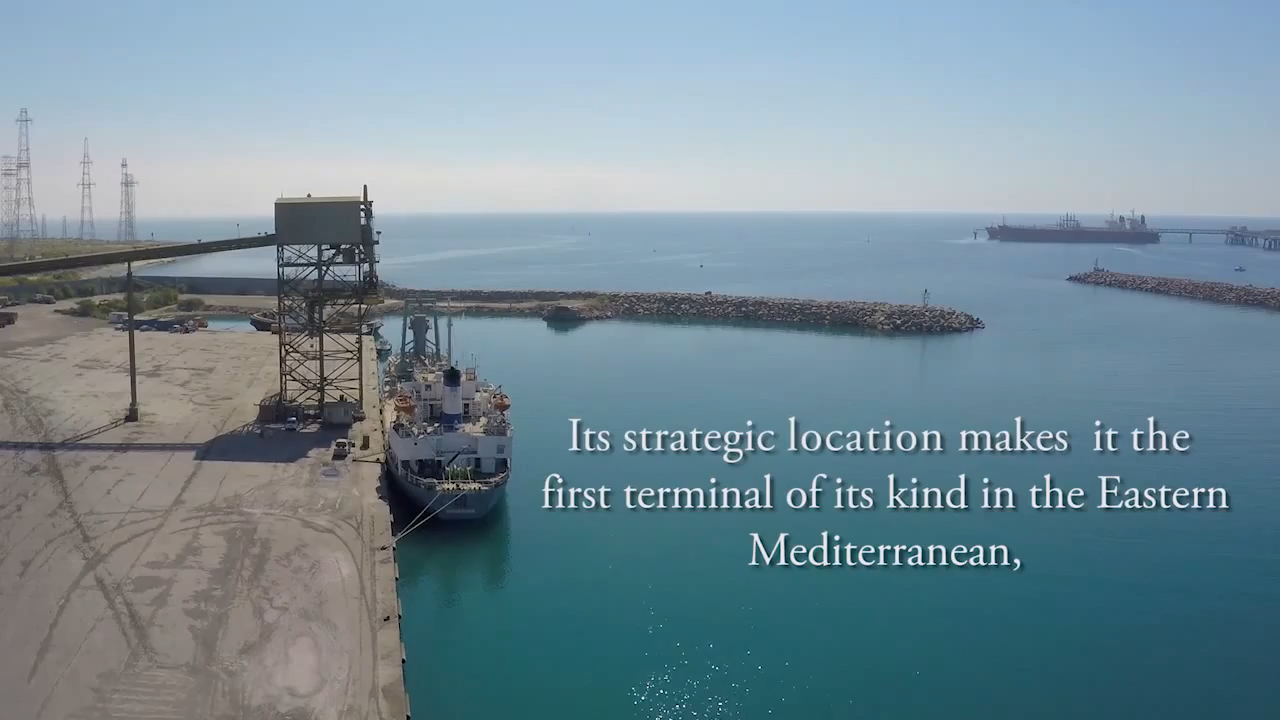 Its strategic location makes  it the
first terminal of its kind in the Eastern
Mediterranean,